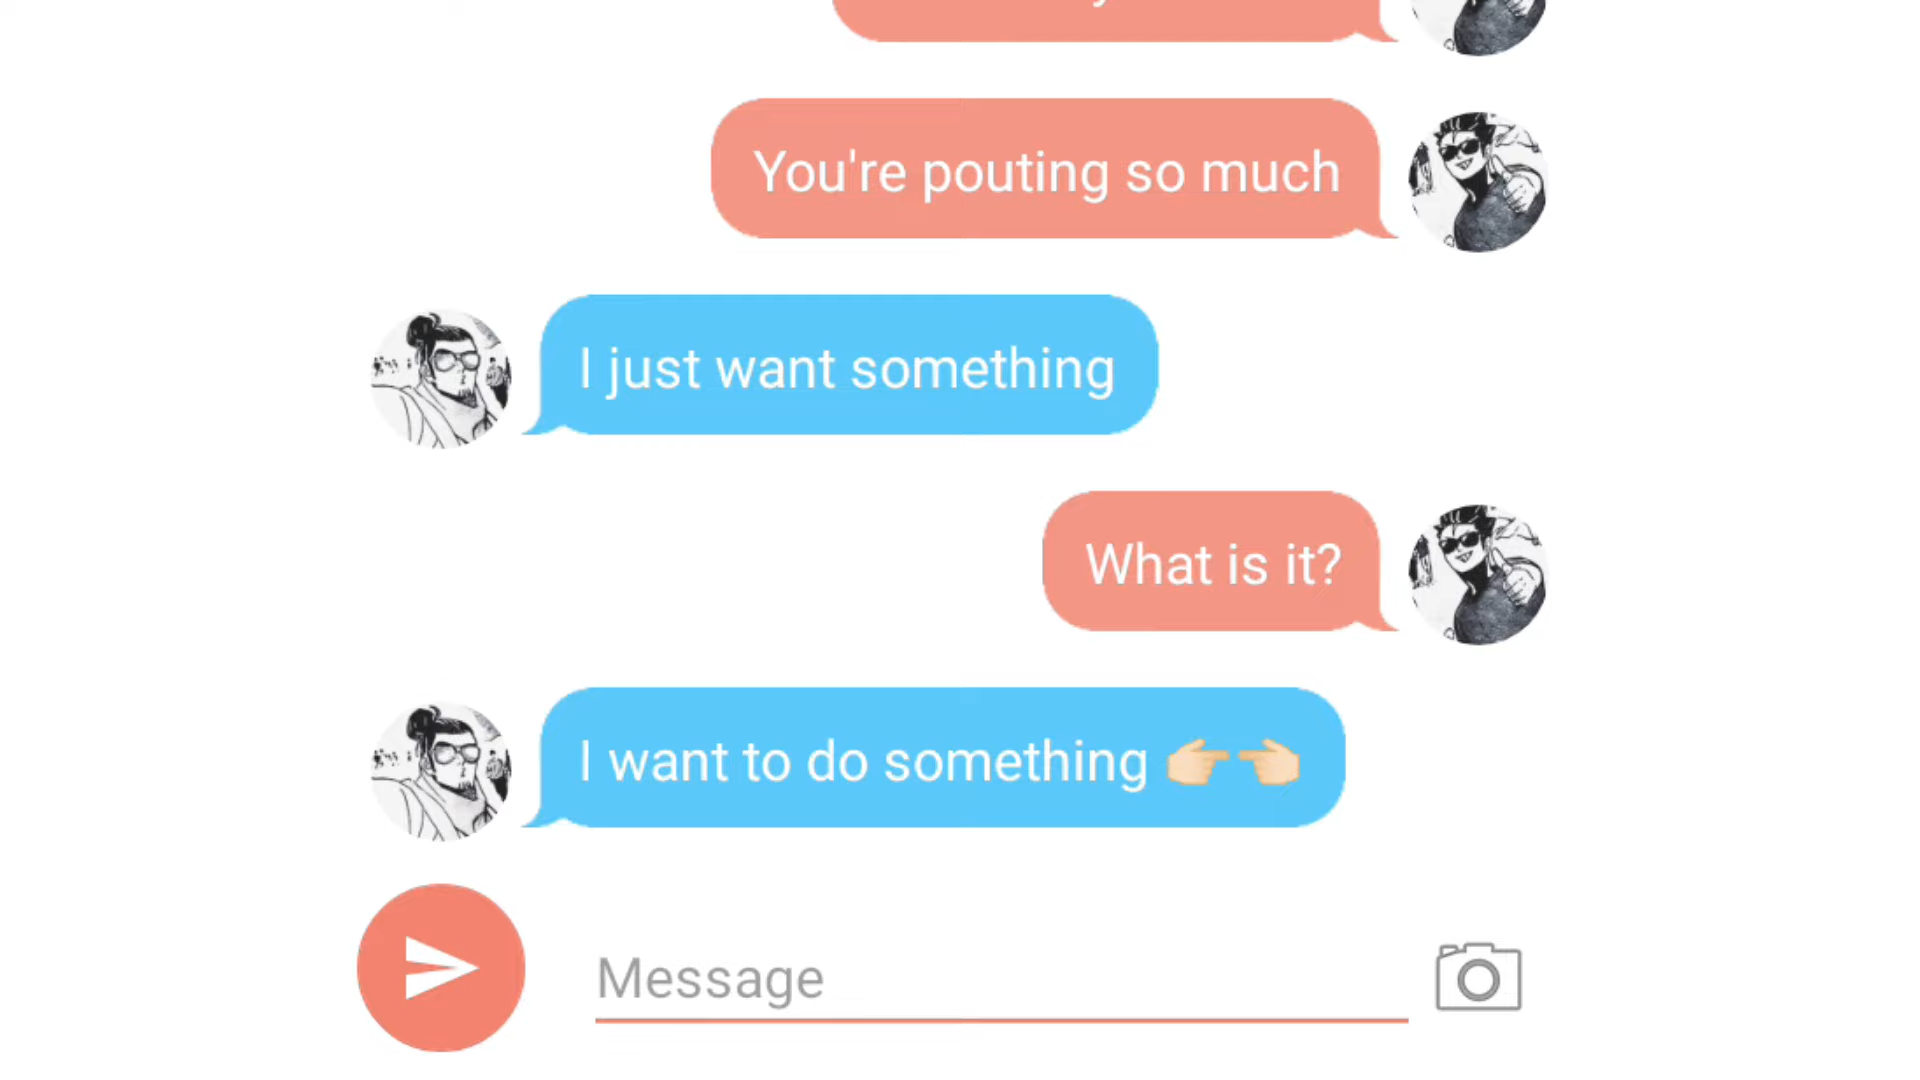 You're pouting so much
I just want something
What is it?
I want to do something 👉🏻👈🏻
Message